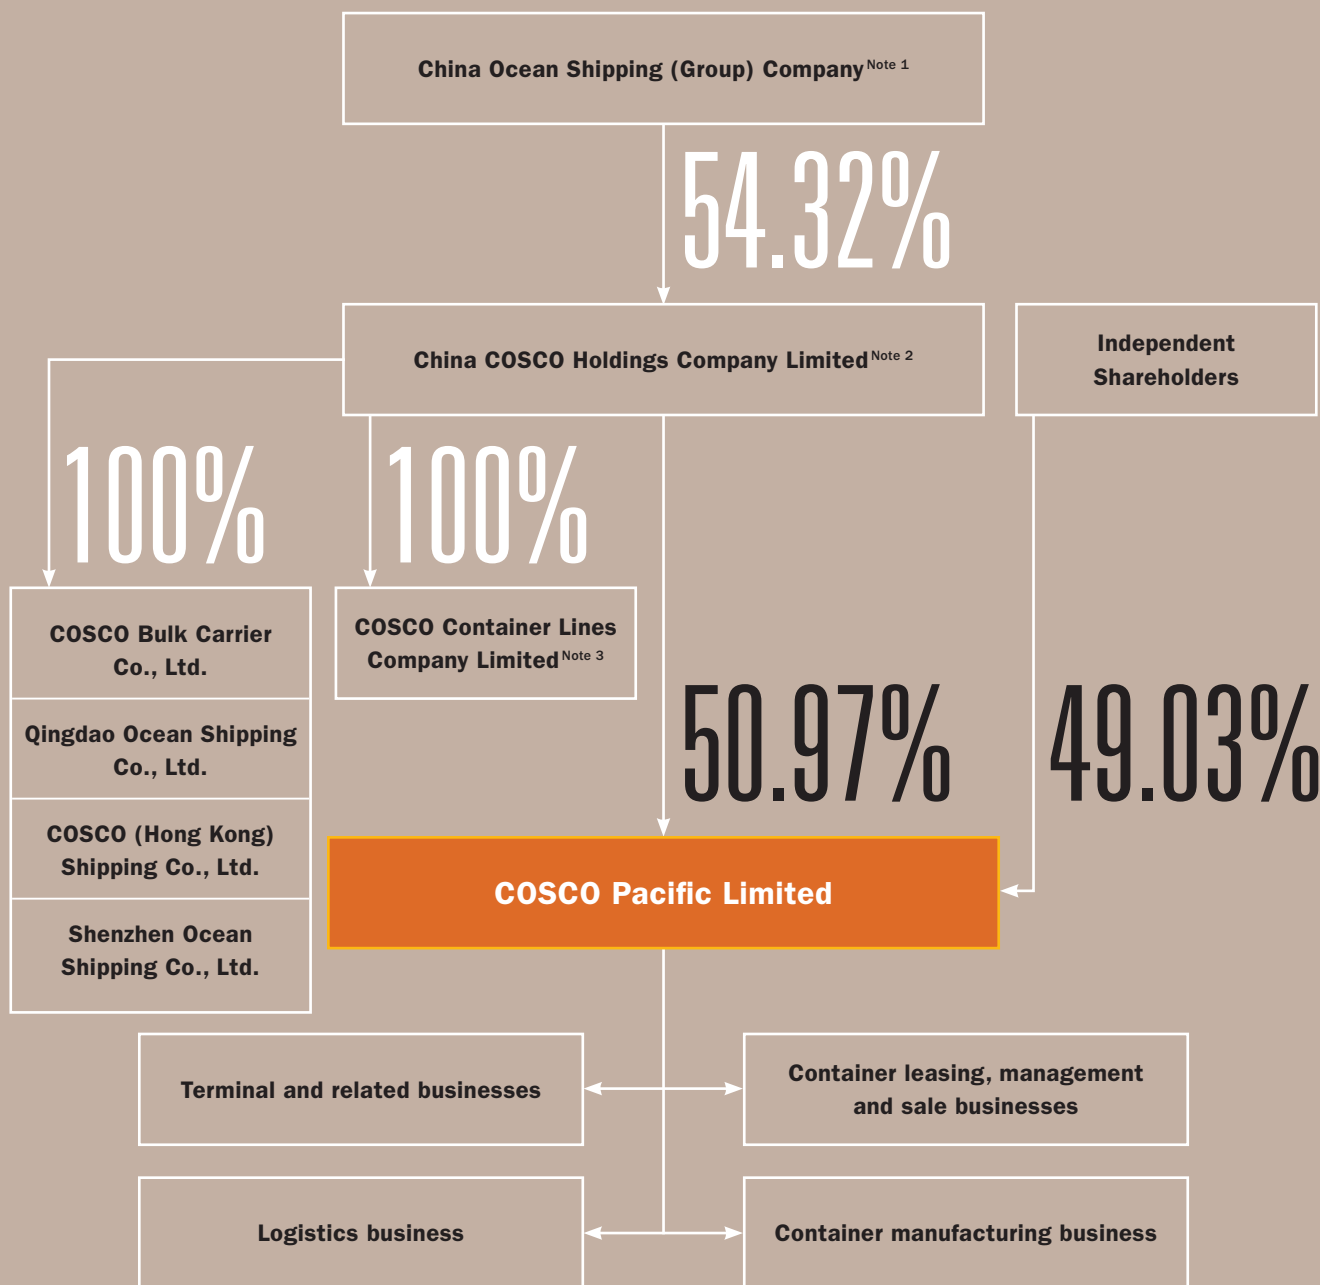 China Ocean Shipping (Group) Company Note 1
54.32%
China COSCO Holdings Company Limited Note 2
Independent
Shareholders
100%
100%
COSCO Bulk Carrier
Co., Ltd.
COSCO Container Lines
Company Limited Note 3
Qingdao Ocean Shipping
Co., Ltd.
50.97%
49.03%
COSCO (Hong Kong)
Shipping Co., Ltd.
COSCO Pacific Limited
Shenzhen Ocean
Shipping Co., Ltd.
Terminal and related businesses
Container leasing, management
and sale businesses
Logistics business
Container manufacturing business